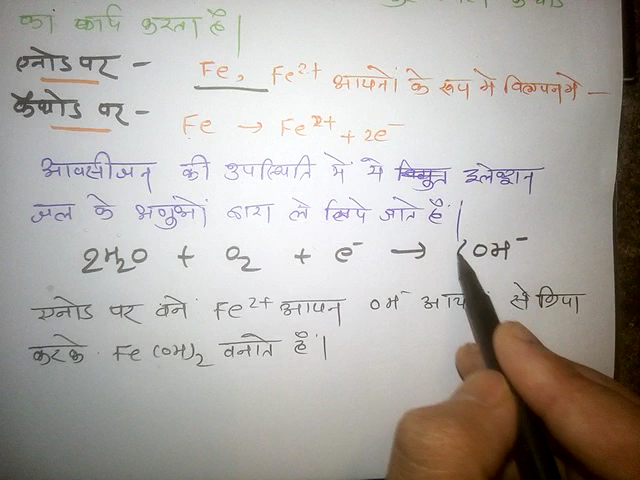 का कार्य करता है।
एनोड पर - Fe, Fe²⁺ आयनों के रूप में विलयन में —
कैथोड पर - Fe → Fe²⁺ + 2e⁻
आक्सीजन की उपस्थिति में ये इलेक्ट्रान
जल के अणुओं द्वारा ले लिये जाते हैं।
2H₂O + O₂ + e⁻ → OH⁻
एनोड पर बने Fe²⁺ आयन OH⁻ से क्रिया
करके Fe(OH)₂ बनाते हैं।